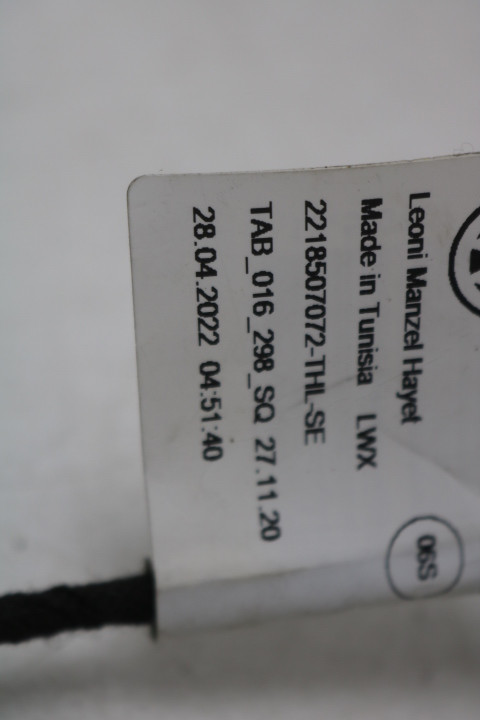 Leoni Manzel Hayet
Made in Tunisia LWX
2218507072-THL-SE
TAB_016_298_SQ 27.11.20
28.04.2022 04:51:40
06S